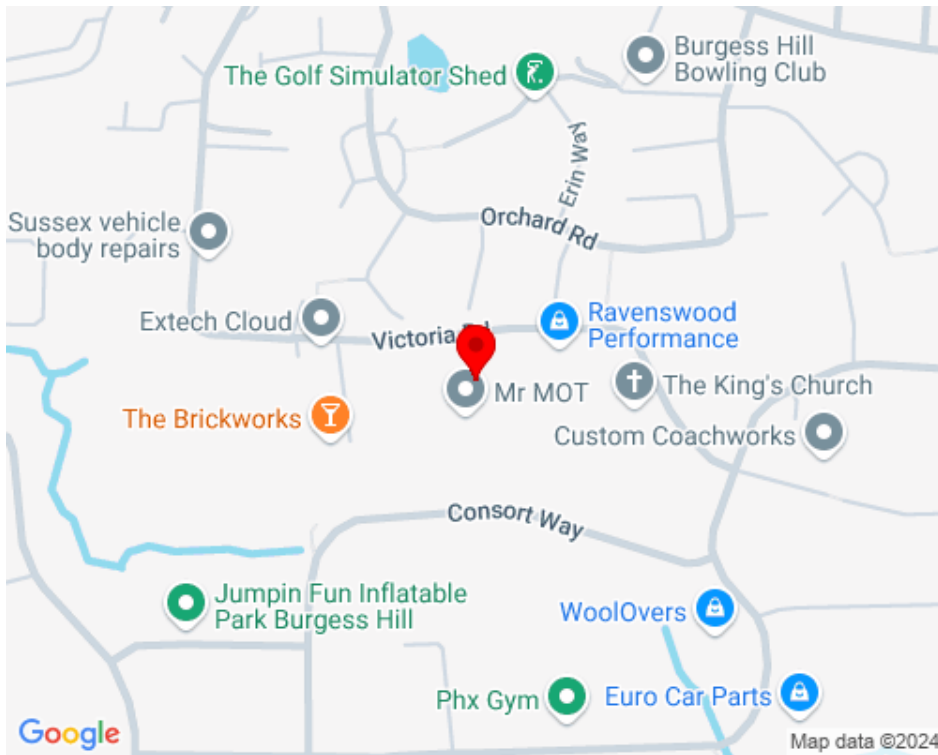 Burgess Hill
Bowling Club
The Golf Simulator Shed
Erin Way
Orchard Rd
Sussex vehicle
body repairs
Ravenswood
Performance
Extech Cloud
Victoria Rd
The King's Church
Mr MOT
The Brickworks
Custom Coachworks
Consort Way
Jumpin Fun Inflatable
Park Burgess Hill
WoolOvers
Phx Gym
Euro Car Parts
Google
Map data ©2024